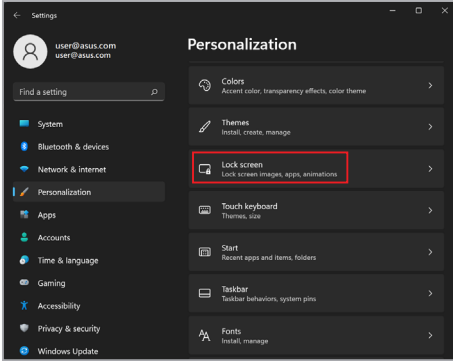 Settings
user@asus.com
user@asus.com
Find a setting
System
Bluetooth & devices
Network & internet
Personalization
Apps
Accounts
Time & language
Gaming
Accessibility
Privacy & security
Windows Update
Personalization
Colors
Accent color, transparency effects, color theme
Themes
Install, create, manage
Lock screen
Lock screen images, apps, animations
Touch keyboard
Themes, size
Start
Recent apps and items, folders
Taskbar
Taskbar behaviors, system pins
Fonts
Install, manage